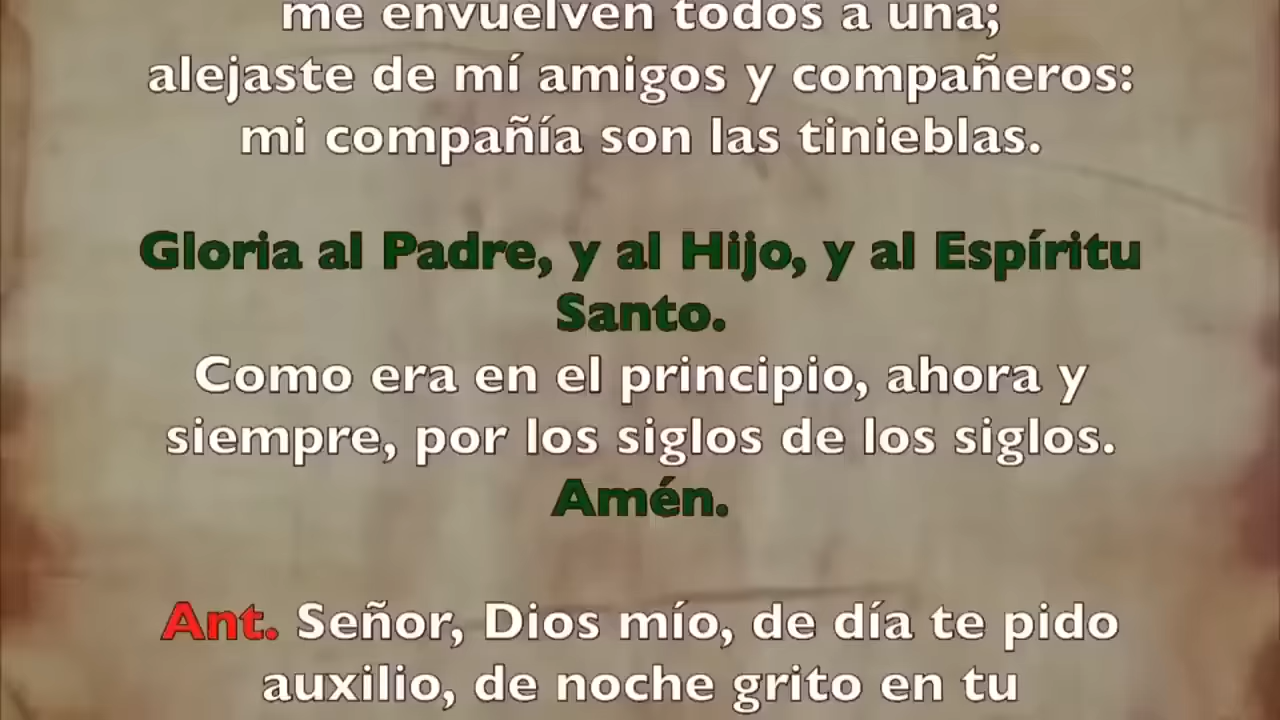 me envuelven todos a una;
alejaste de mí amigos y compañeros:
mi compañía son las tinieblas.
Gloria al Padre, y al Hijo, y al Espíritu
Santo.
Como era en el principio, ahora y
siempre, por los siglos de los siglos.
Amén.
Ant. Señor, Dios mío, de día te pido
auxilio, de noche grito en tu